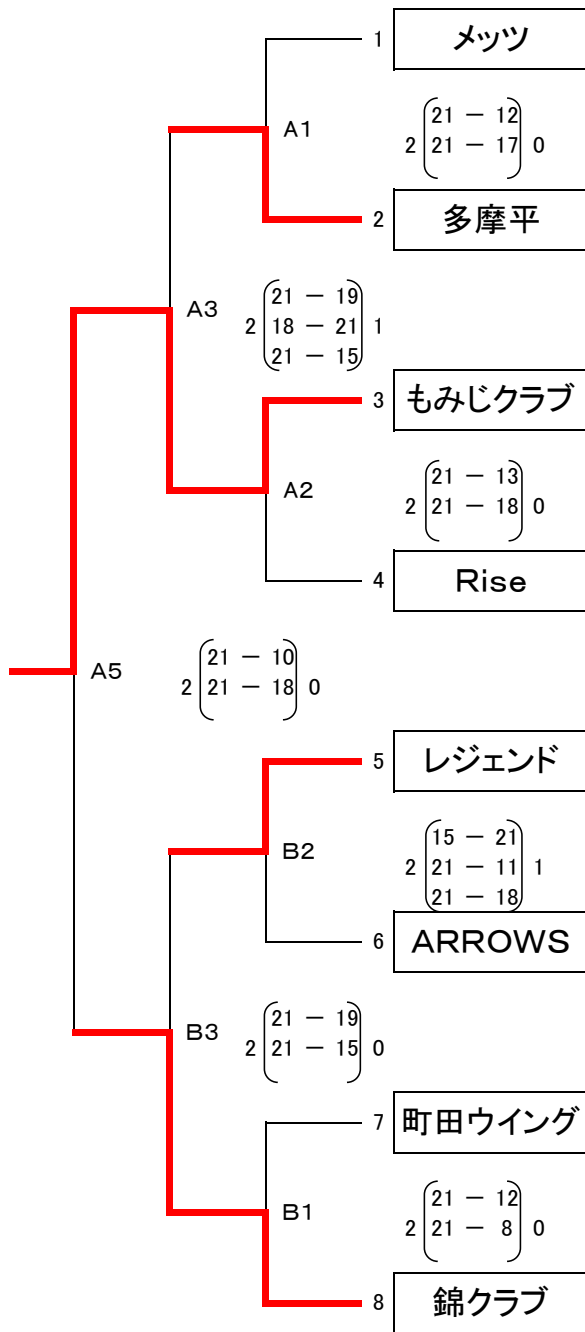 1 メッツ
A1
21 － 12
2 21 － 17 0
2 多摩平
A3
21 － 19
2 18 － 21 1
21 － 15
3 もみじクラブ
A2
21 － 13
2 21 － 18 0
4 Rise
A5
21 － 10
2 21 － 18 0
5 レジェンド
B2
15 － 21
2 21 － 11 1
21 － 18
6 ARROWS
B3
21 － 19
2 21 － 15 0
7 町田ウイング
B1
21 － 12
2 21 － 8 0
8 錦クラブ